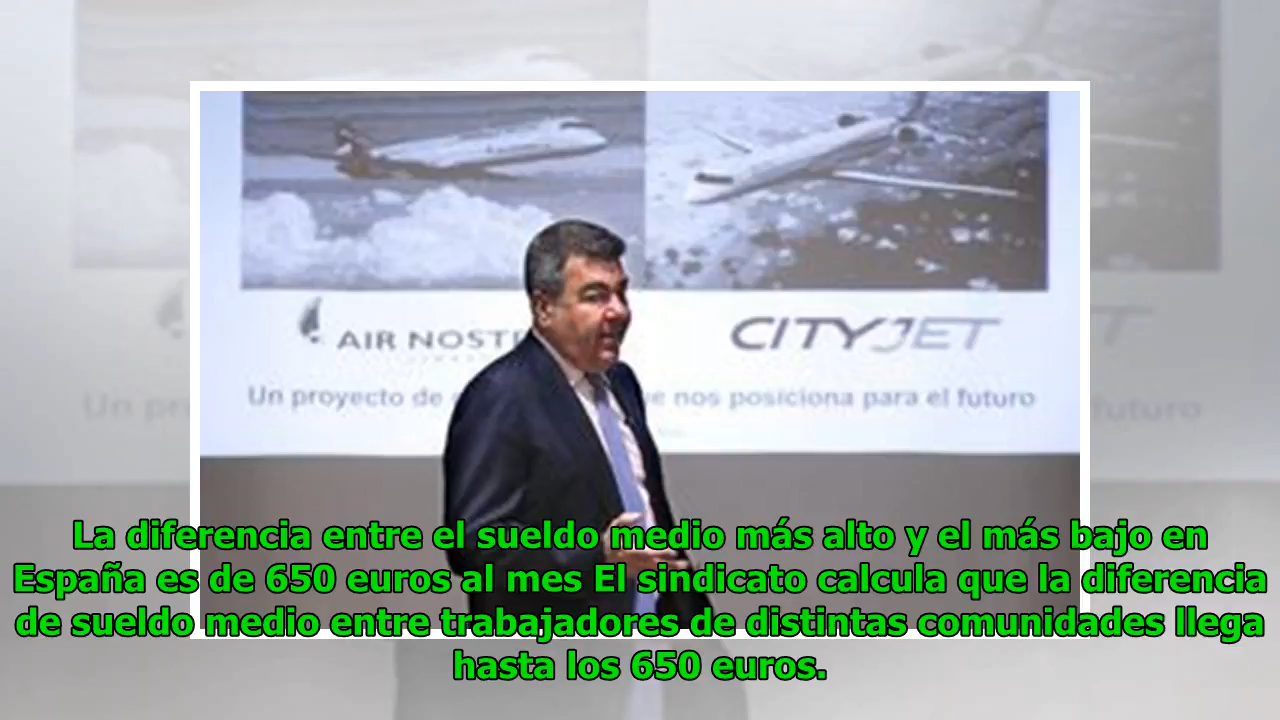 AIR NOST
CITYJET
Un proyecto de
nos posiciona para el futuro
La diferencia entre el sueldo medio más alto y el más bajo en
España es de 650 euros al mes El sindicato calcula que la diferencia
de sueldo medio entre trabajadores de distintas comunidades llega
hasta los 650 euros.